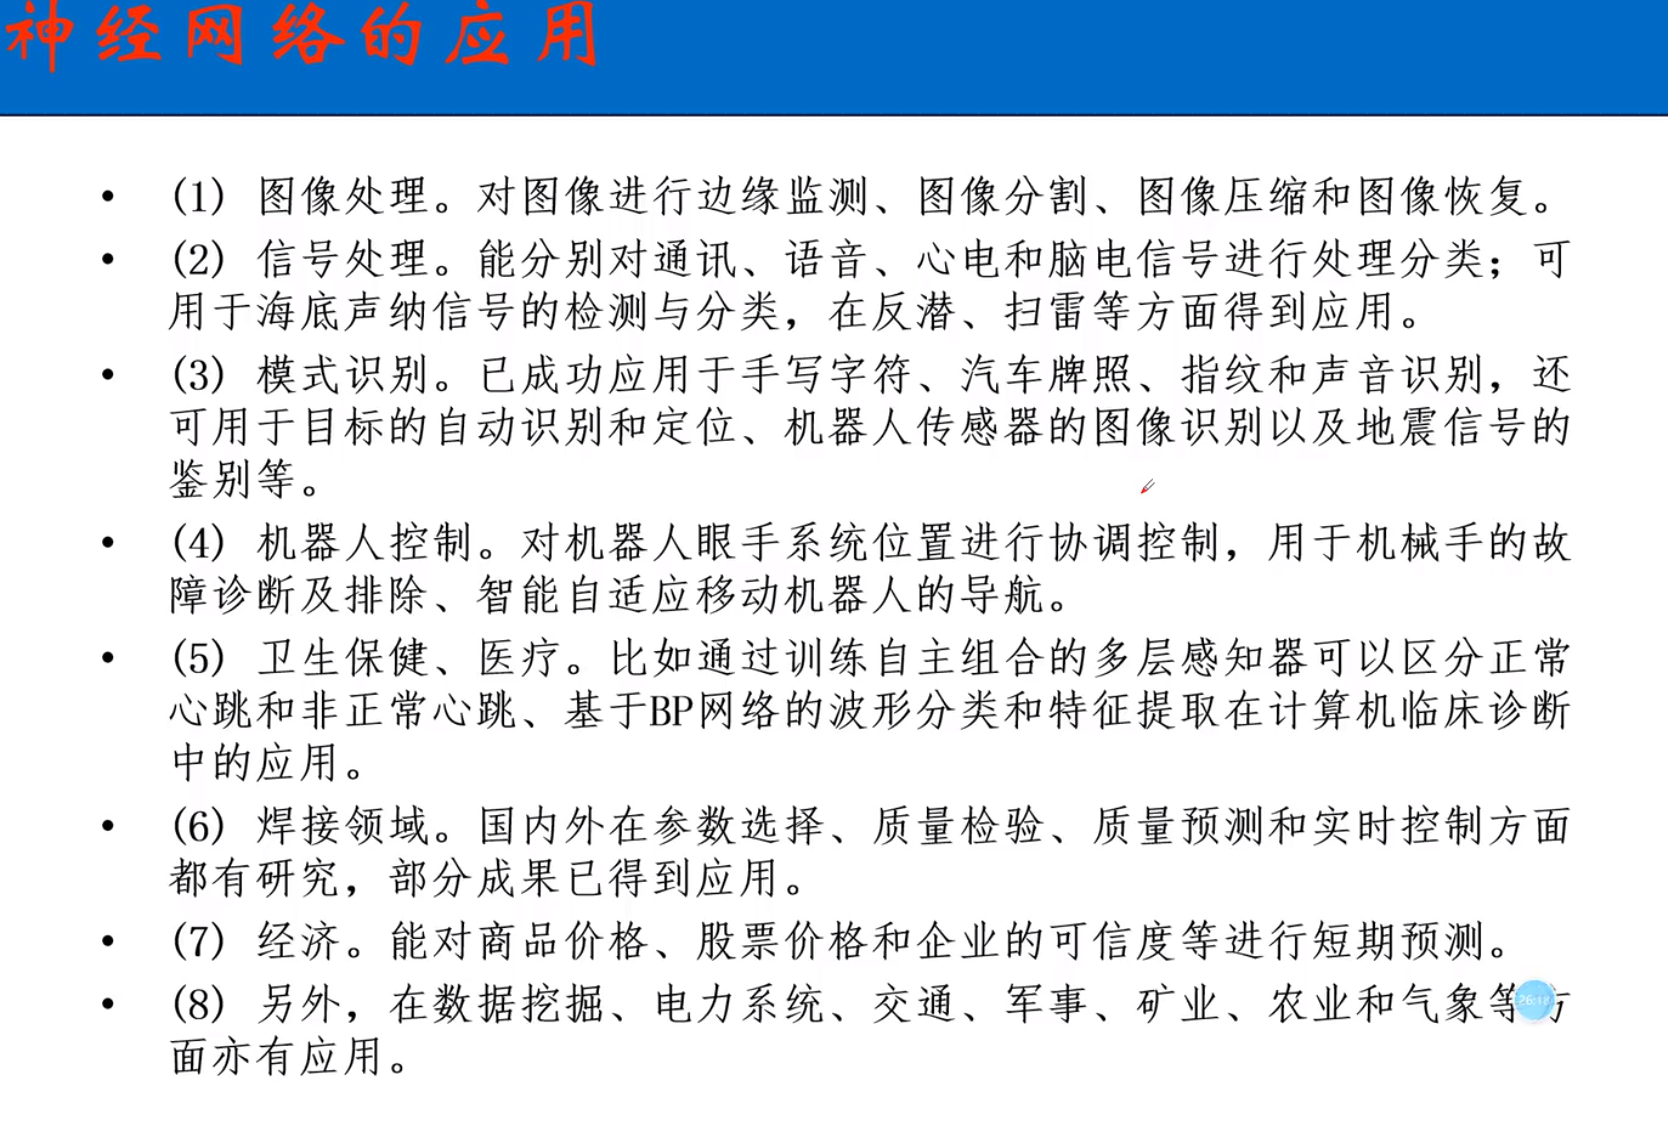 神经网络的应用
• (1) 图像处理。对图像进行边缘监测、图像分割、图像压缩和图像恢复。
• (2) 信号处理。能分别对通讯、语音、心电和脑电信号进行处理分类；可
用于海底声纳信号的检测与分类，在反潜、扫雷等方面得到应用。
• (3) 模式识别。已成功应用于手写字符、汽车牌照、指纹和声音识别，还
可用于目标的自动识别和定位、机器人传感器的图像识别以及地震信号的
鉴别等。
• (4) 机器人控制。对机器人眼手系统位置进行协调控制，用于机械手的故
障诊断及排除、智能自适应移动机器人的导航。
• (5) 卫生保健、医疗。比如通过训练自主组合的多层感知器可以区分正常
心跳和非正常心跳、基于BP网络的波形分类和特征提取在计算机临床诊断
中的应用。
• (6) 焊接领域。国内外在参数选择、质量检验、质量预测和实时控制方面
都有研究，部分成果已得到应用。
• (7) 经济。能对商品价格、股票价格和企业的可信度等进行短期预测。
• (8) 另外，在数据挖掘、电力系统、交通、军事、矿业、农业和气象等方
面亦有应用。
26:18